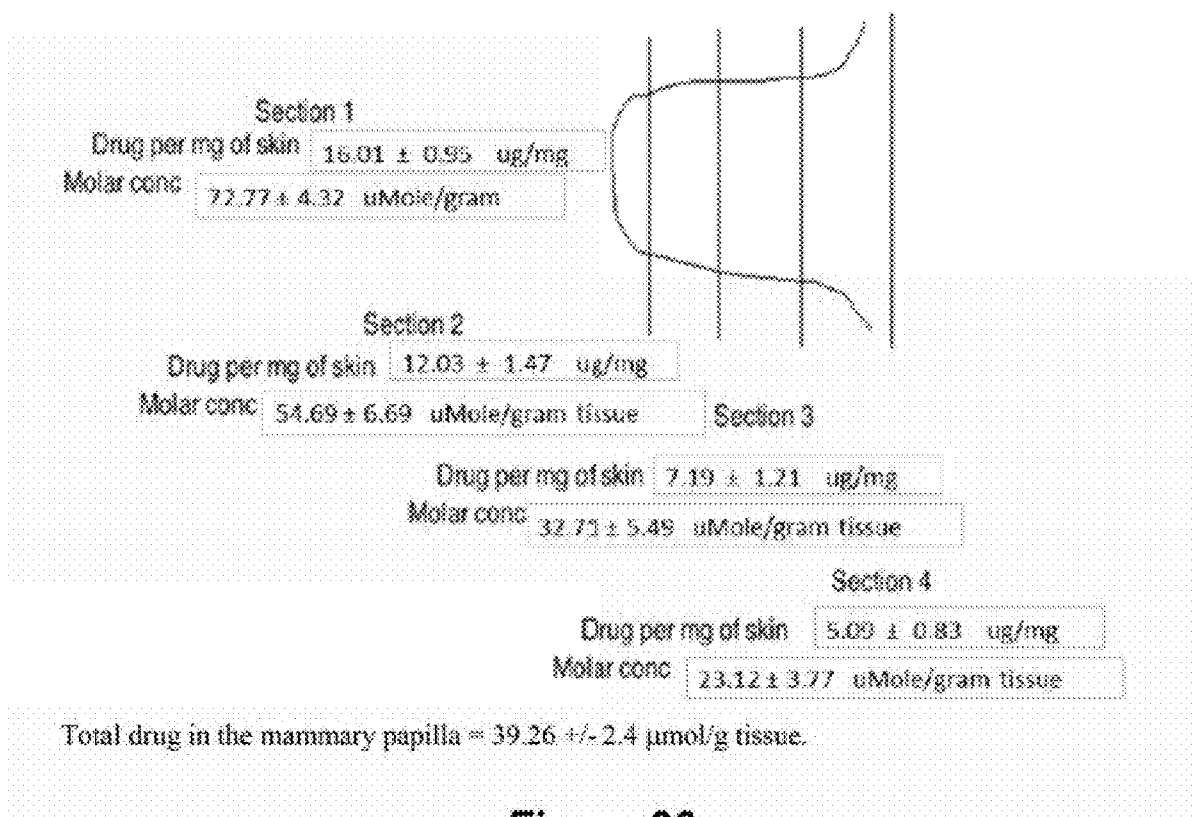 Section 1
Drug per mg of skin 16.01 ± 0.95 ug/mg
Molar conc 72.77 ± 4.32 uMole/gram
Section 2
Drug per mg of skin 12.03 ± 1.47 ug/mg
Molar conc 54.69 ± 6.69 uMole/gram tissue
Section 3
Drug per mg of skin 7.19 ± 1.21 ug/mg
Molar conc 32.71 ± 5.49 uMole/gram tissue
Section 4
Drug per mg of skin 5.09 ± 0.83 ug/mg
Molar conc 23.12 ± 3.77 uMole/gram tissue
Total drug in the mammary papilla = 39.26 +/- 2.4 µmol/g tissue.
Figure